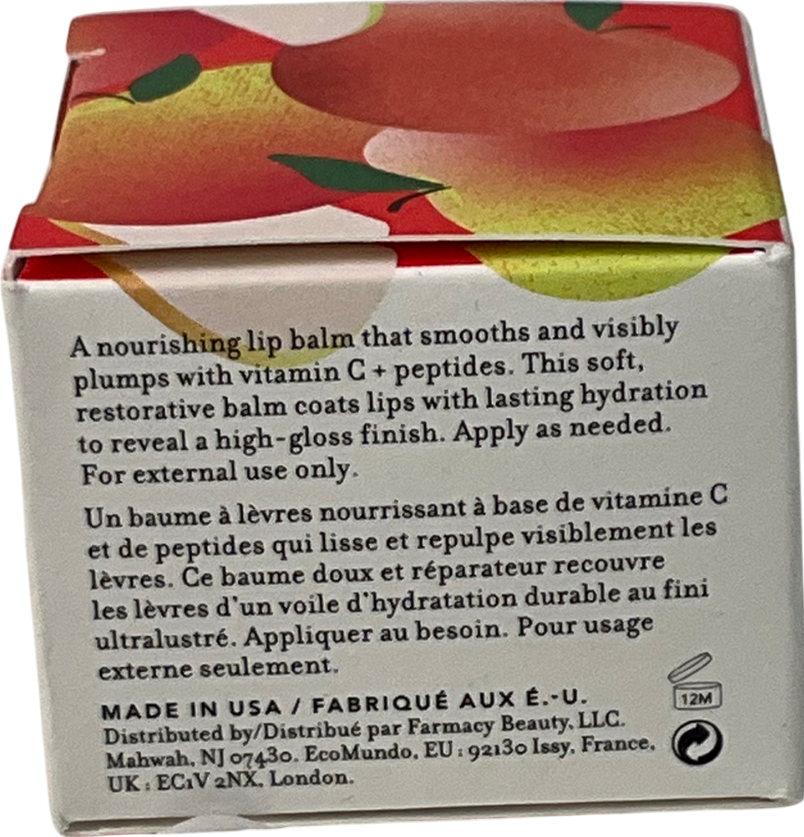 A nourishing lip balm that smooths and visibly
plumps with vitamin C + peptides. This soft,
restorative balm coats lips with lasting hydration
to reveal a high-gloss finish. Apply as needed.
For external use only.
Un baume à lèvres nourrissant à base de vitamine C
et de peptides qui lisse et repulpe visiblement les
lèvres. Ce baume doux et réparateur recouvre
les lèvres d'un voile d'hydratation durable au fini
ultralustré. Appliquer au besoin. Pour usage
externe seulement.
MADE IN USA / FABRIQUÉ AUX É.-U.
Distributed by/Distribué par Farmacy Beauty, LLC.
Mahwah, NJ 07430. EcoMundo, EU : 92130 Issy, France,
UK : EC1V 2NX, London.
12M